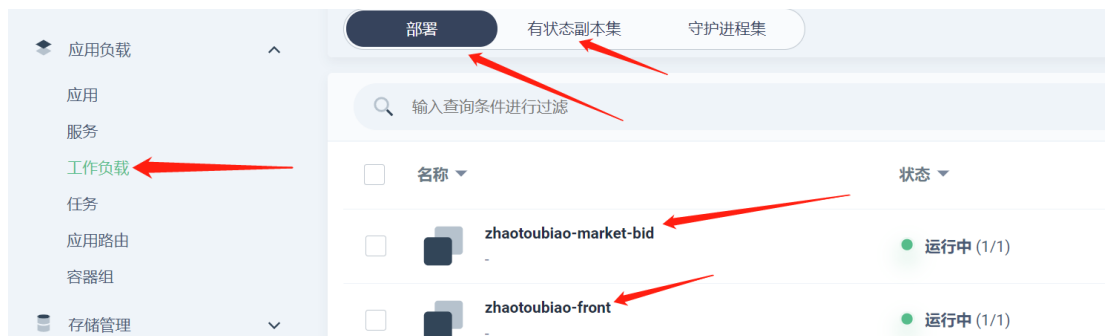 应用负载
应用
服务
工作负载
任务
应用路由
容器组
存储管理
部署 有状态副本集 守护进程集
输入查询条件进行过滤
名称 状态
zhaotoubiao-market-bid 运行中 (1/1)
-
zhaotoubiao-front 运行中 (1/1)
-